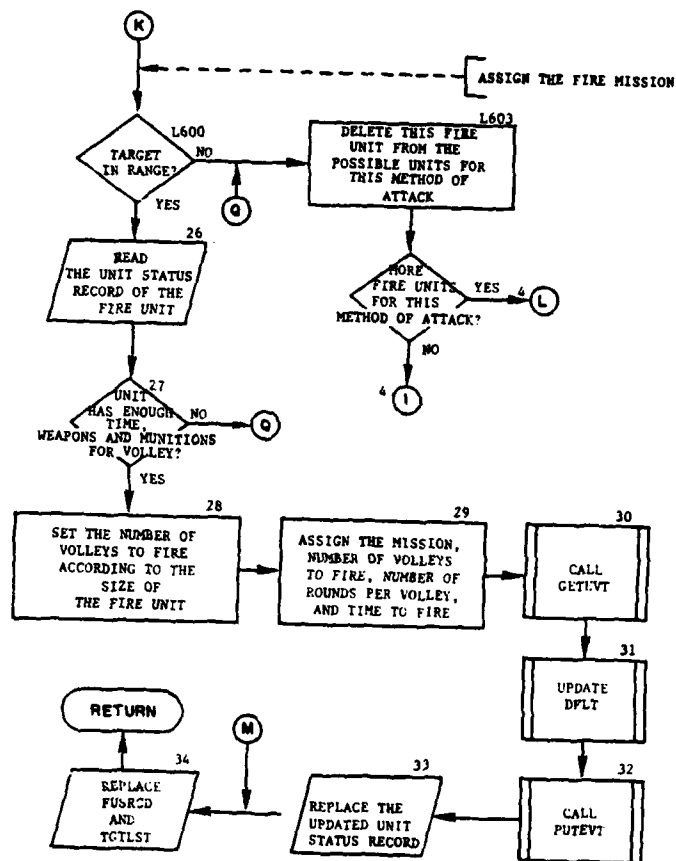 K
ASSIGN THE FIRE MISSION
L600
TARGET
IN RANGE?
NO
YES
Q
L603
DELETE THIS FIRE
UNIT FROM THE
POSSIBLE UNITS FOR
THIS METHOD OF
ATTACK
26
READ
THE UNIT STATUS
RECORD OF THE
FIRE UNIT
MORE
FIRE UNITS
FOR THIS
METHOD OF ATTACK?
YES
4
L
NO
4
I
27
UNIT
HAS ENOUGH
TIME,
WEAPONS AND MUNITIONS
FOR VOLLEY?
NO
Q
YES
28
SET THE NUMBER OF
VOLLEYS TO FIRE
ACCORDING TO THE
SIZE OF
THE FIRE UNIT
29
ASSIGN THE MISSION,
NUMBER OF VOLLEYS
TO FIRE, NUMBER OF
ROUNDS PER VOLLEY,
AND TIME TO FIRE
30
CALL
GETEVT
31
UPDATE
DFLT
32
CALL
PUTEVT
33
REPLACE THE
UPDATED UNIT
STATUS RECORD
M
34
REPLACE
FUSRCD
AND
TGTLST
RETURN